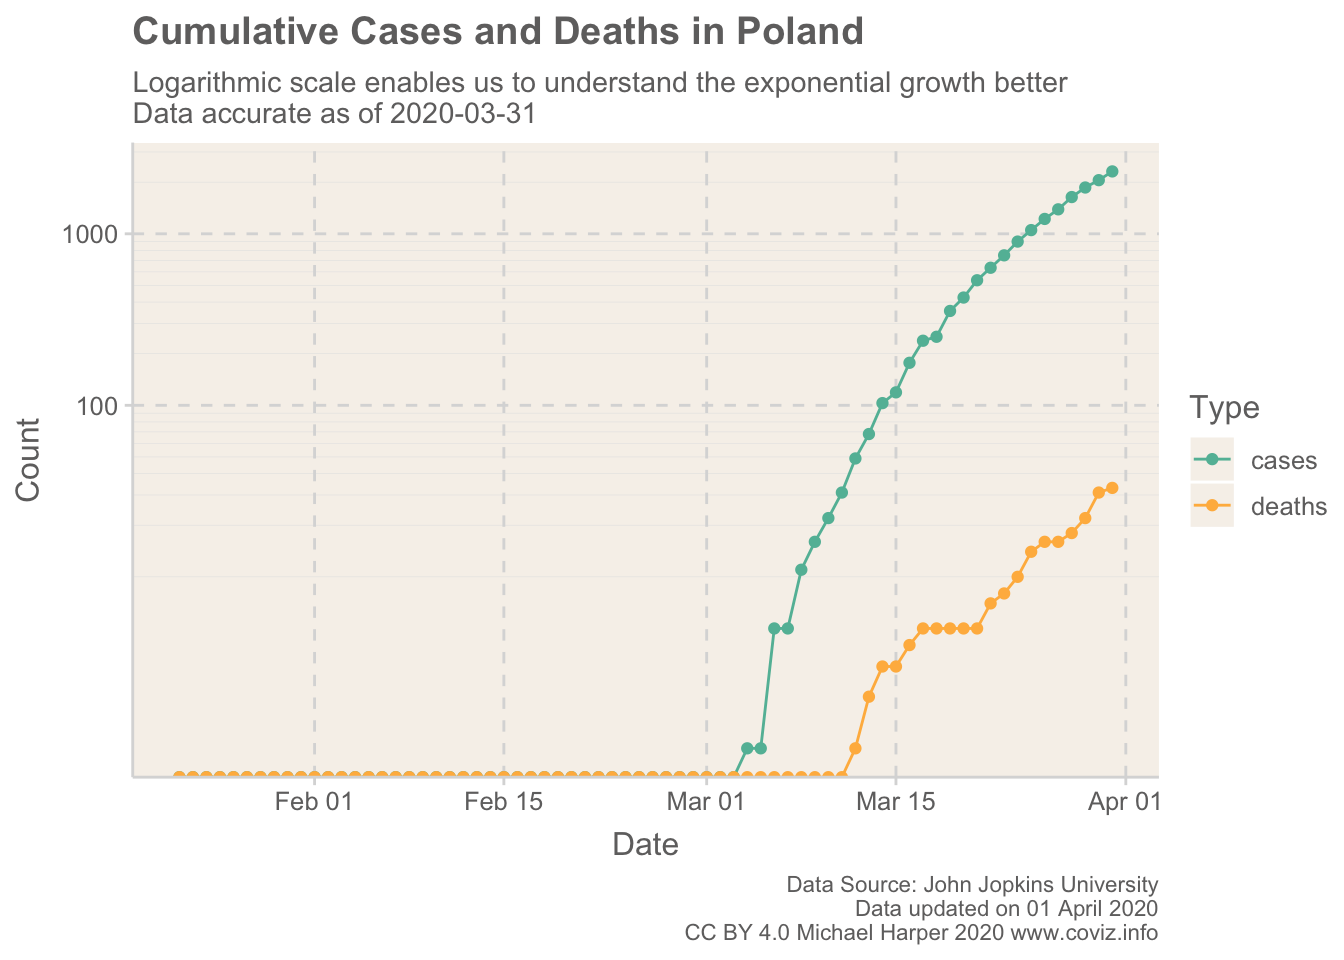 Cumulative Cases and Deaths in Poland
Logarithmic scale enables us to understand the exponential growth better
Data accurate as of 2020-03-31
1000
100
Count
Feb 01
Feb 15
Mar 01
Mar 15
Apr 01
Date
Type
cases
deaths
Data Source: John Jopkins University
Data updated on 01 April 2020
CC BY 4.0 Michael Harper 2020 www.coviz.info